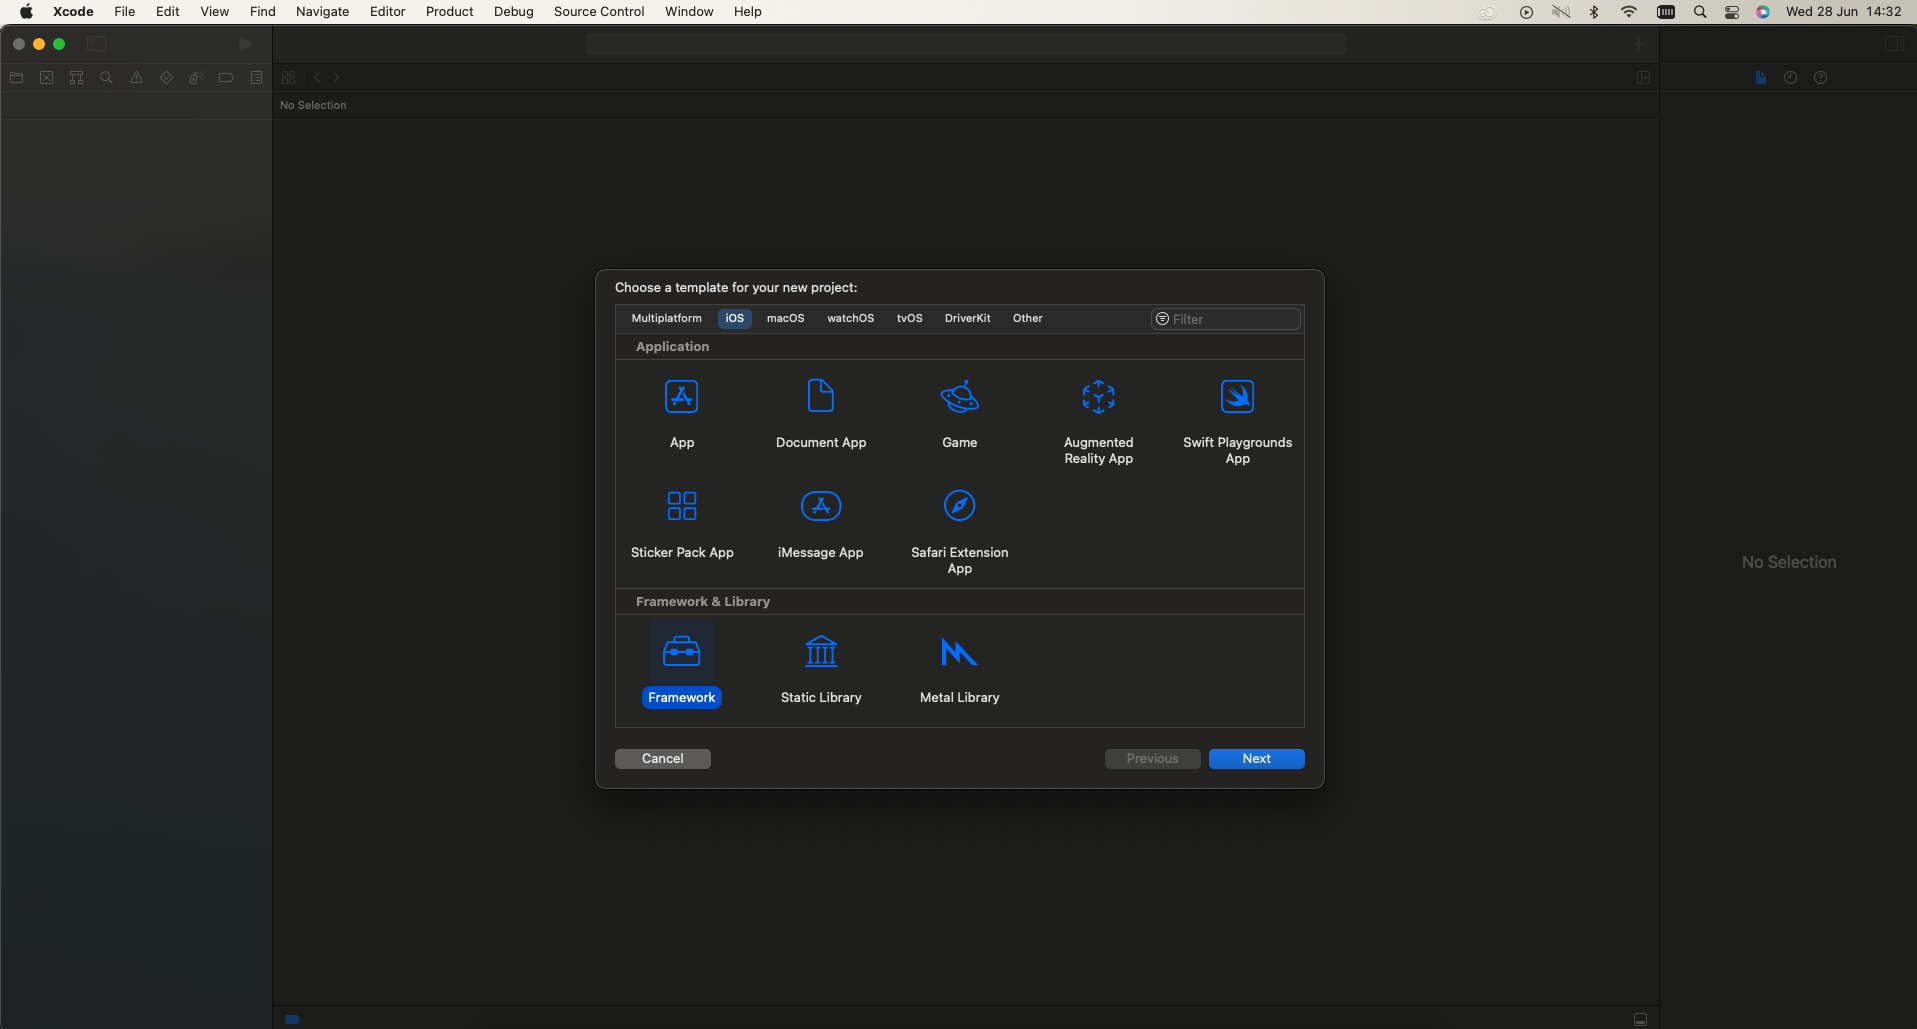 Xcode File Edit View Find Navigate Editor Product Debug Source Control Window Help Wed 28 Jun 14:32
No Selection
Choose a template for your new project:
Multiplatform iOS macOS watchOS tvOS DriverKit Other Filter
Application
App Document App Game Augmented Reality App Swift Playgrounds App
Sticker Pack App iMessage App Safari Extension App
No Selection
Framework & Library
Framework Static Library Metal Library
Cancel Previous Next